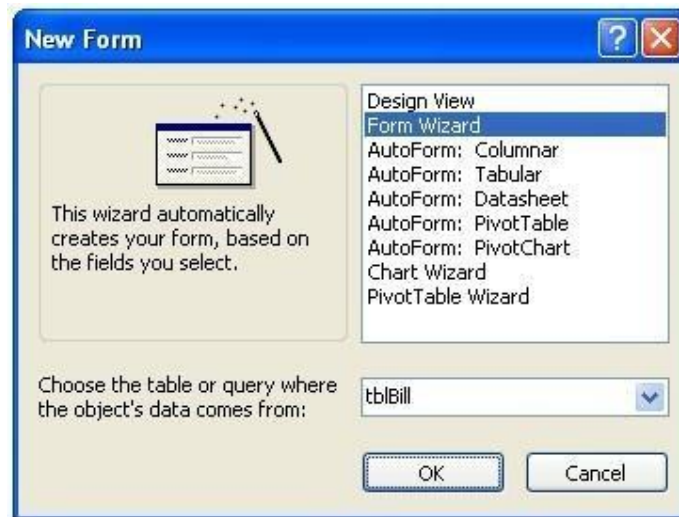 New Form
This wizard automatically
creates your form, based on
the fields you select.
Design View
Form Wizard
AutoForm: Columnar
AutoForm: Tabular
AutoForm: Datasheet
AutoForm: PivotTable
AutoForm: PivotChart
Chart Wizard
PivotTable Wizard
Choose the table or query where
the object's data comes from:
tblBill
OK
Cancel